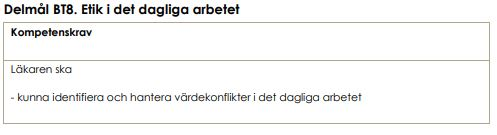 Delmål BT8. Etik i det dagliga arbetet
Kompetenskrav
Läkaren ska
- kunna identifiera och hantera värdekonflikter i det dagliga arbetet